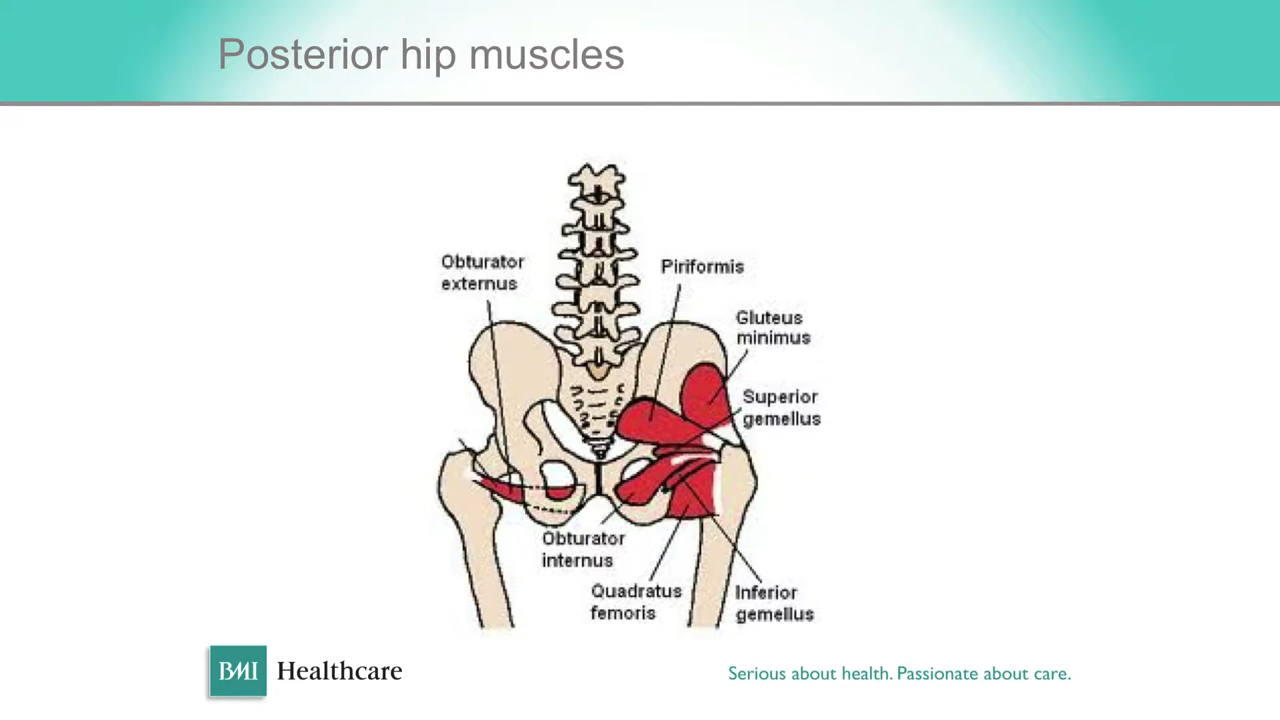 Posterior hip muscles
Obturator
externus
Piriformis
Gluteus
minimus
Superior
gemellus
Obturator
internus
Quadratus
femoris
Inferior
gemellus
BMI Healthcare
Serious about health. Passionate about care.